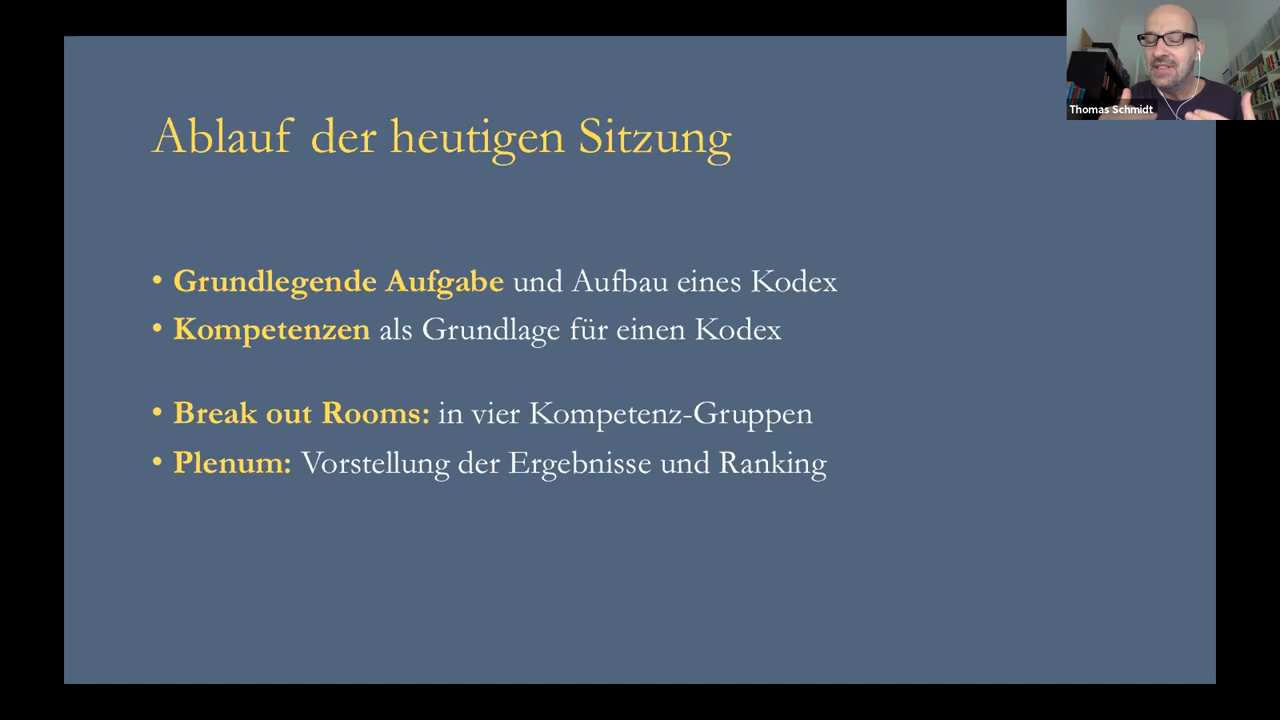 Ablauf der heutigen Sitzung
• Grundlegende Aufgabe und Aufbau eines Kodex
• Kompetenzen als Grundlage für einen Kodex
• Break out Rooms: in vier Kompetenz-Gruppen
• Plenum: Vorstellung der Ergebnisse und Ranking
Thomas Schmidt